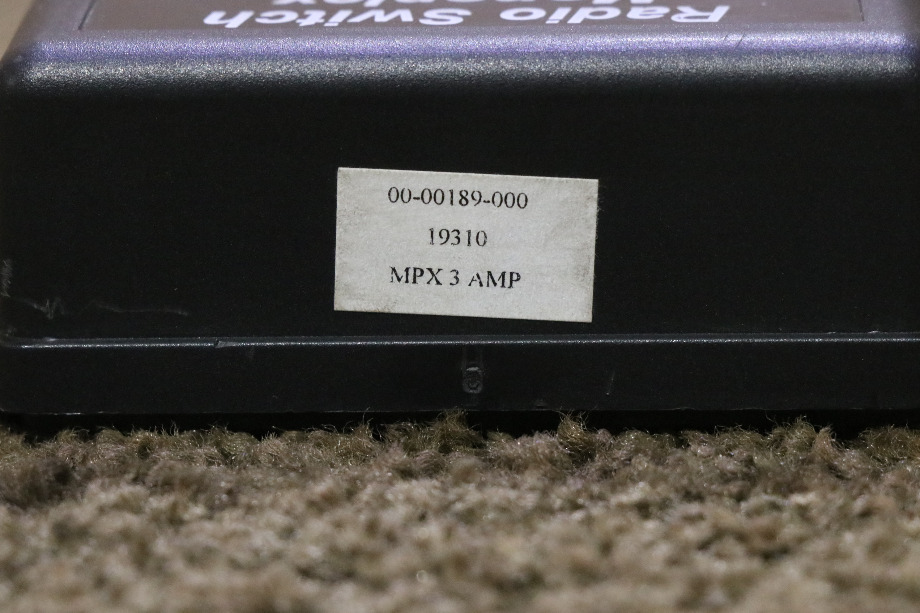 Radio Switch
00-00189-000
19310
MPX 3 AMP